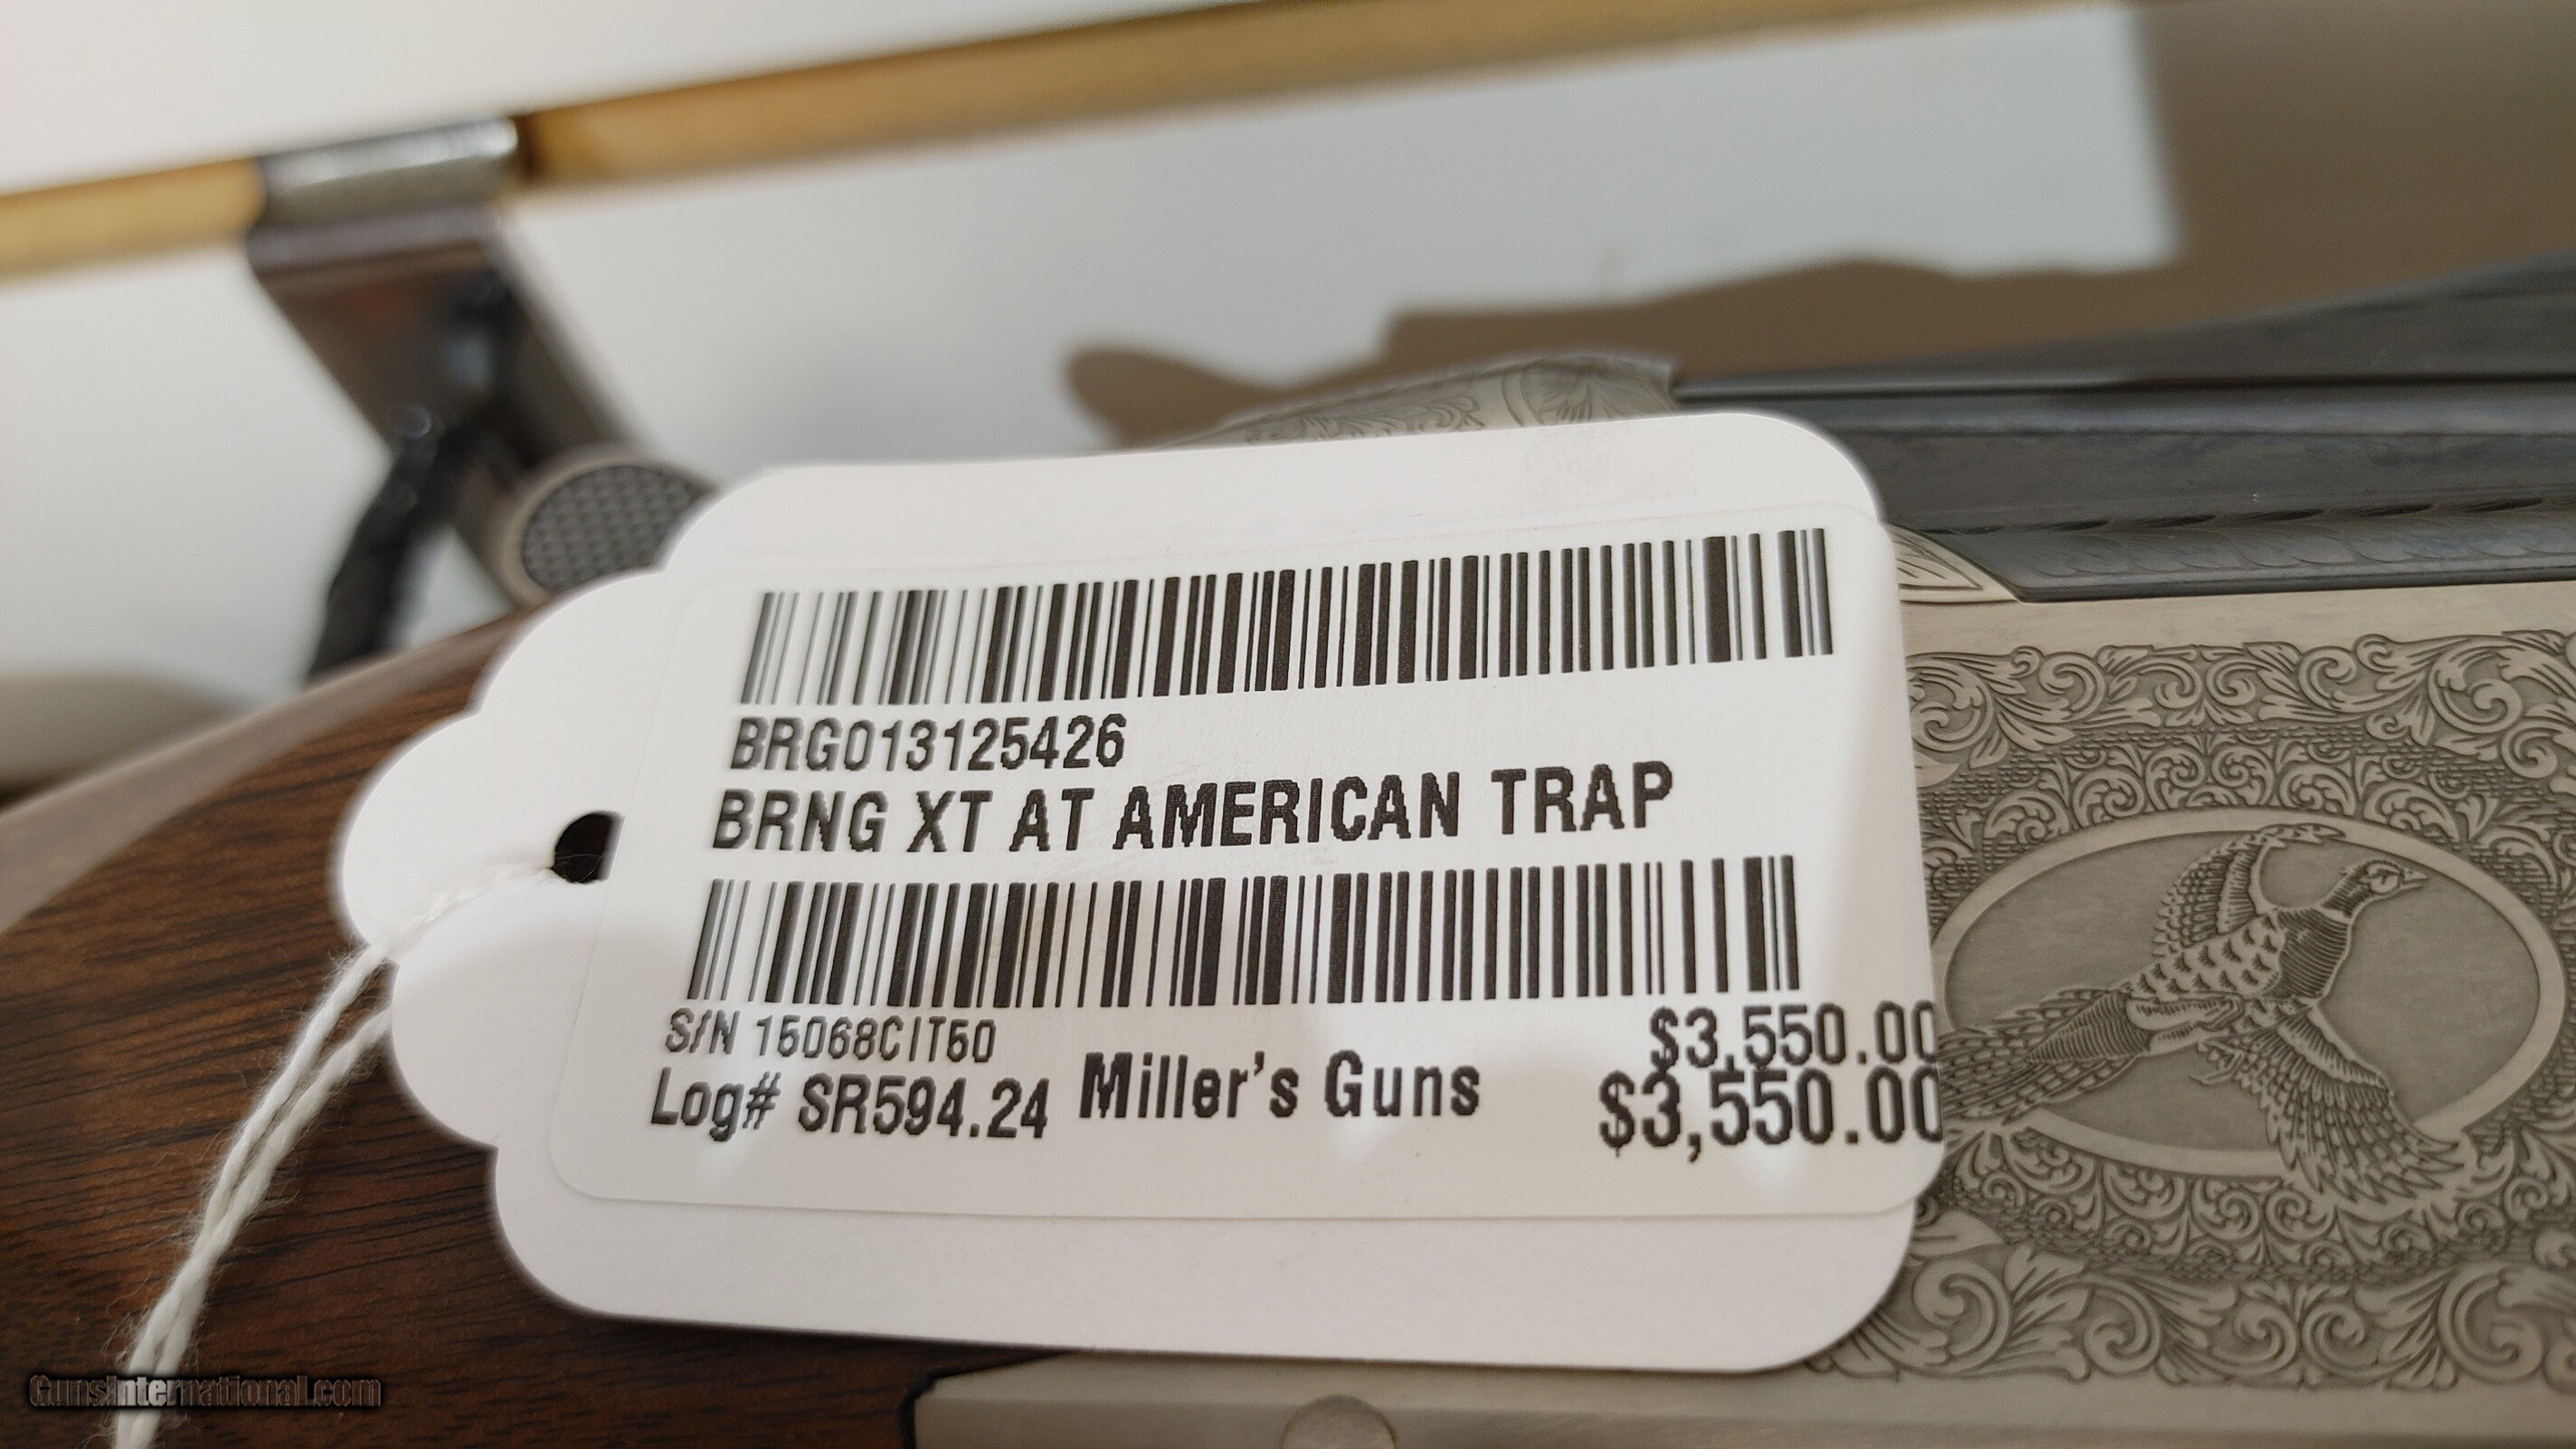 BRG013125426
BRNG XT AT AMERICAN TRAP
S/N 15068CIT50 $3,550.00
Log# SR594.24 Miller's Guns $3,550.00
GunsInternational.com